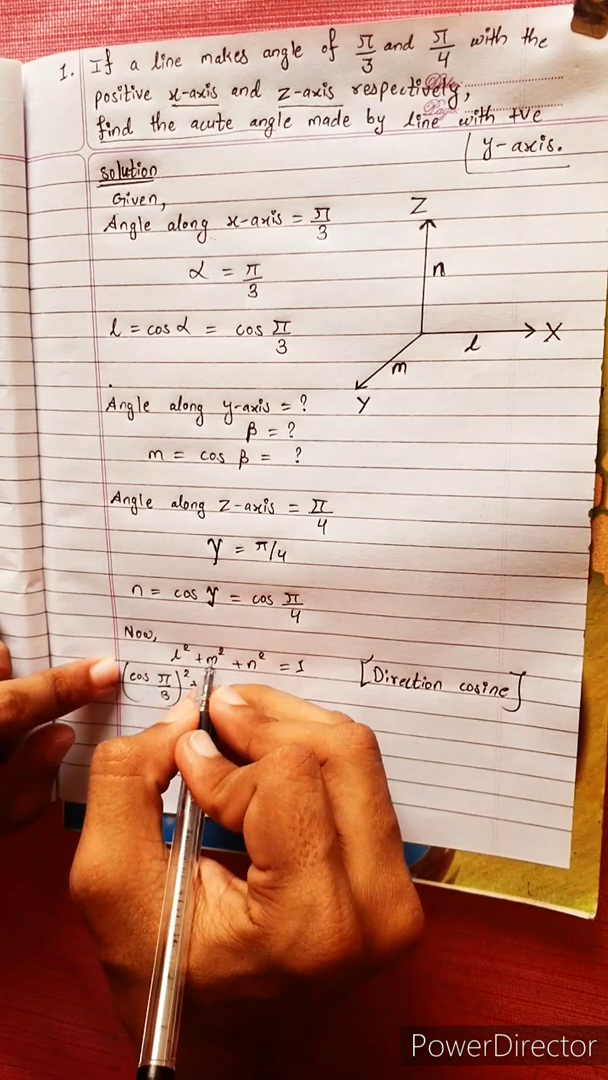 1. If a line makes angle of π/3 and π/4 with the
positive x-axis and z-axis respectively,
find the acute angle made by line with +ve
y-axis.
Solution
Given,
Angle along x-axis = π/3
α = π/3
l = cos α = cos π/3
Z
n
X
l
m
Y
Angle along y-axis = ?
β = ?
m = cos β = ?
Angle along z-axis = π/4
γ = π/4
n = cos γ = cos π/4
Now,
l² + m² + n² = 1 [Direction cosine]
(cos π/3)² +
PowerDirector